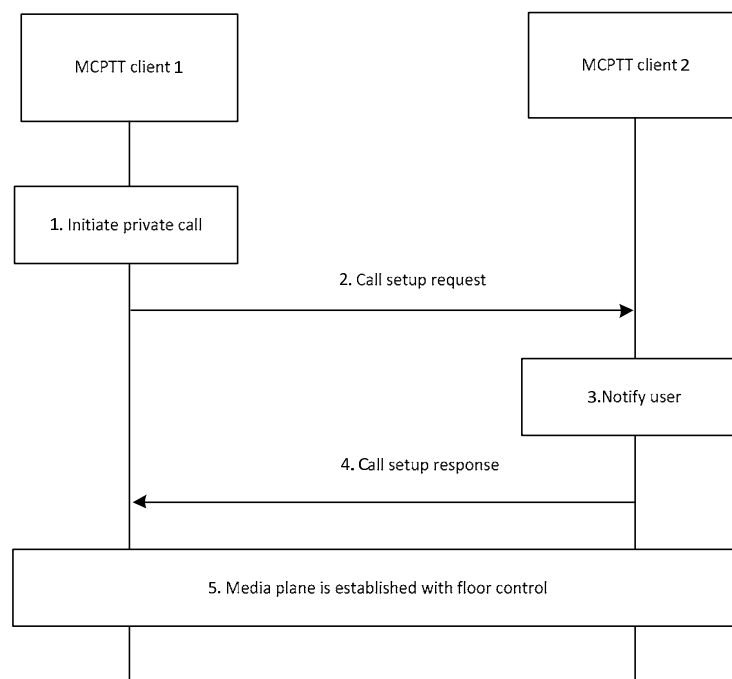 MCPTT client 1
MCPTT client 2
1. Initiate private call
2. Call setup request
3.Notify user
4. Call setup response
5. Media plane is established with floor control